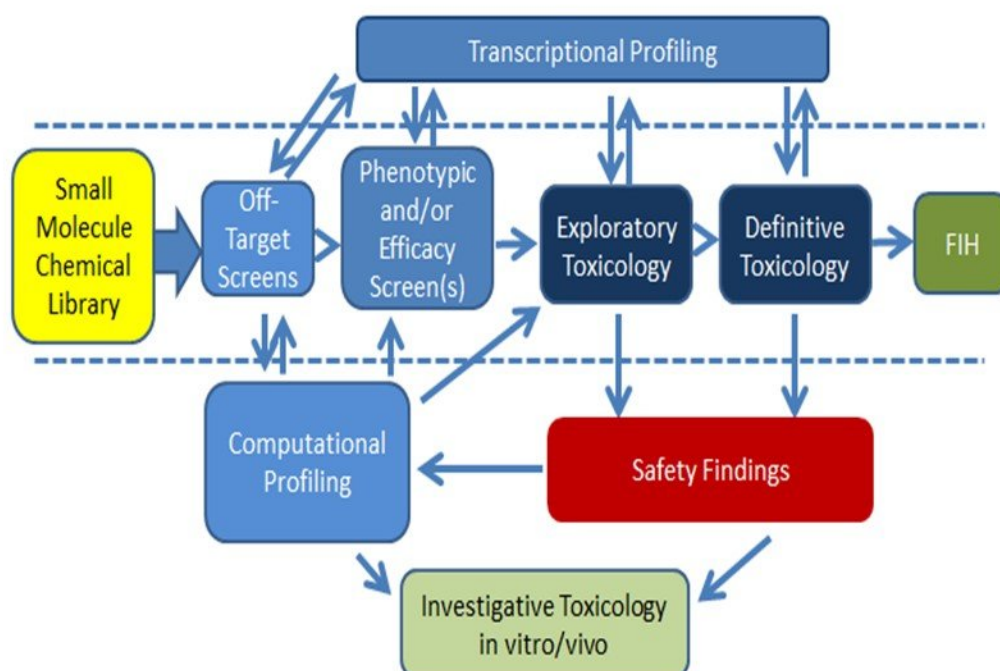 Transcriptional Profiling
Small
Molecule
Chemical
Library
Off-
Target
Screens
Phenotypic
and/or
Efficacy
Screen(s)
Exploratory
Toxicology
Definitive
Toxicology
FIH
Computational
Profiling
Safety Findings
Investigative Toxicology
in vitro/vivo